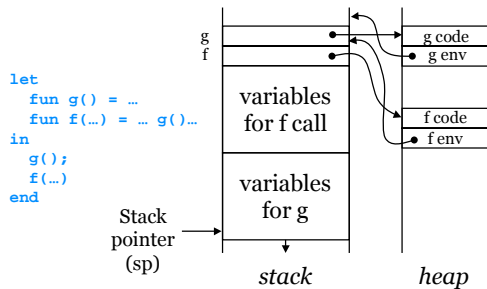 let
fun g() = …
fun f(…) = … g()…
in
g();
f(…)
end
g
f
variables
for f call
variables
for g
Stack
pointer
(sp)
stack
g code
g env
f code
f env
heap